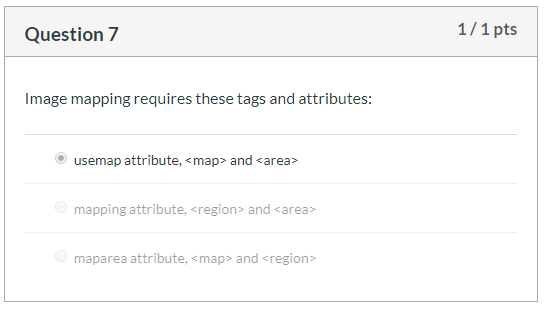 Question 7
1 / 1 pts
Image mapping requires these tags and attributes:
usemap attribute, <map> and <area>
mapping attribute, <region> and <area>
maparea attribute, <map> and <region>